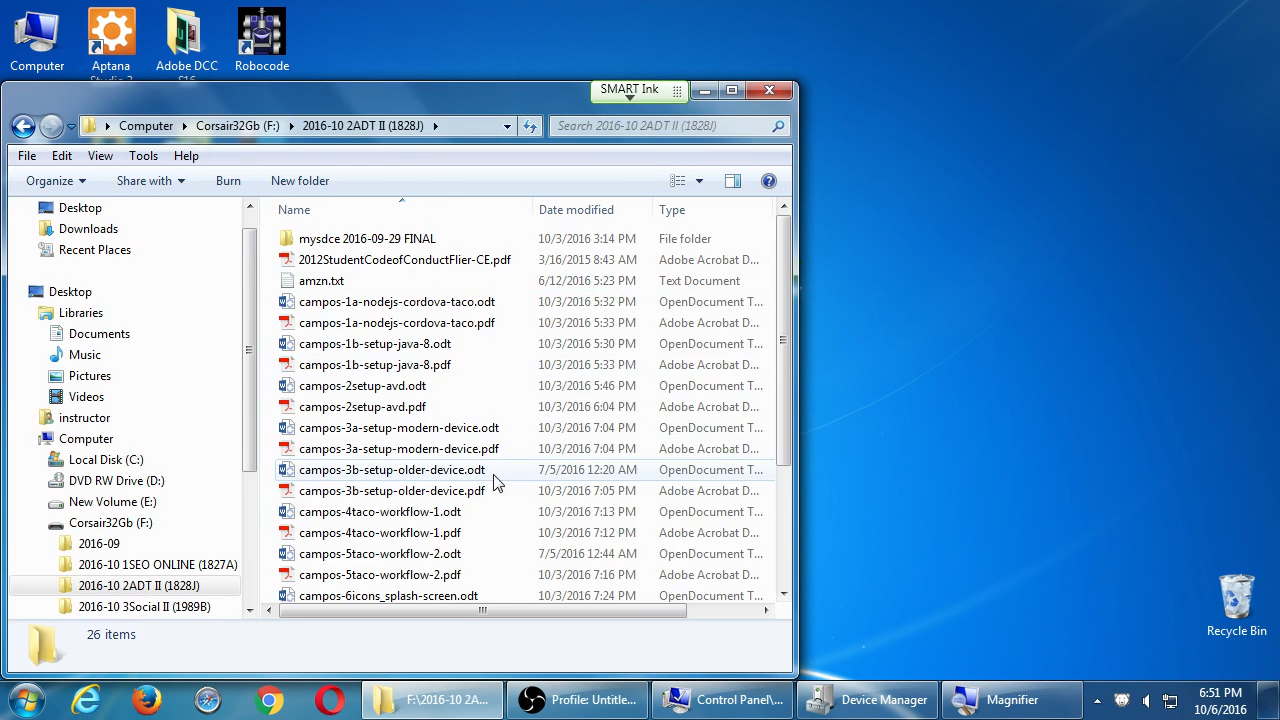 Computer
Aptana
Studio 3
Adobe DCC
S16
Robocode
SMART Ink
Computer
Corsair32Gb (F:)
2016-10 2ADT II (1828J)
Search 2016-10 2ADT II (1828J)
File Edit View Tools Help
Organize Share with Burn New folder
Desktop
Downloads
Recent Places
Desktop
Libraries
Documents
Music
Pictures
Videos
instructor
Computer
Local Disk (C:)
DVD RW Drive (D:)
New Volume (E:)
Corsair32Gb (F:)
2016-09
2016-10 1SEO ONLINE (1827A)
2016-10 2ADT II (1828J)
2016-10 3Social II (1989B)
Name Date modified Type
mysdce 2016-09-29 FINAL 10/3/2016 3:14 PM File folder
2012StudentCodeofConductFlier-CE.pdf 3/16/2015 8:43 AM Adobe Acrobat D...
amzn.txt 6/12/2016 5:23 PM Text Document
campos-1a-nodejs-cordova-taco.odt 10/3/2016 5:32 PM OpenDocument T...
campos-1a-nodejs-cordova-taco.pdf 10/3/2016 5:33 PM Adobe Acrobat D...
campos-1b-setup-java-8.odt 10/3/2016 5:30 PM OpenDocument T...
campos-1b-setup-java-8.pdf 10/3/2016 5:33 PM Adobe Acrobat D...
campos-2setup-avd.odt 10/3/2016 5:46 PM OpenDocument T...
campos-2setup-avd.pdf 10/3/2016 6:04 PM Adobe Acrobat D...
campos-3a-setup-modern-device.odt 10/3/2016 7:04 PM OpenDocument T...
campos-3a-setup-modern-device.pdf 10/3/2016 7:04 PM Adobe Acrobat D...
campos-3b-setup-older-device.odt 7/5/2016 12:20 AM OpenDocument T...
campos-3b-setup-older-device.pdf 10/3/2016 7:05 PM Adobe Acrobat D...
campos-4taco-workflow-1.odt 10/3/2016 7:13 PM OpenDocument T...
campos-4taco-workflow-1.pdf 10/3/2016 7:12 PM Adobe Acrobat D...
campos-5taco-workflow-2.odt 7/5/2016 12:44 AM OpenDocument T...
campos-5taco-workflow-2.pdf 10/3/2016 7:16 PM Adobe Acrobat D...
campos-6icons_splash-screen.odt 10/3/2016 7:24 PM OpenDocument T...
26 items
Recycle Bin
F:\2016-10 2A...
Profile: Untitle...
Control Panel\...
Device Manager
Magnifier
6:51 PM
10/6/2016